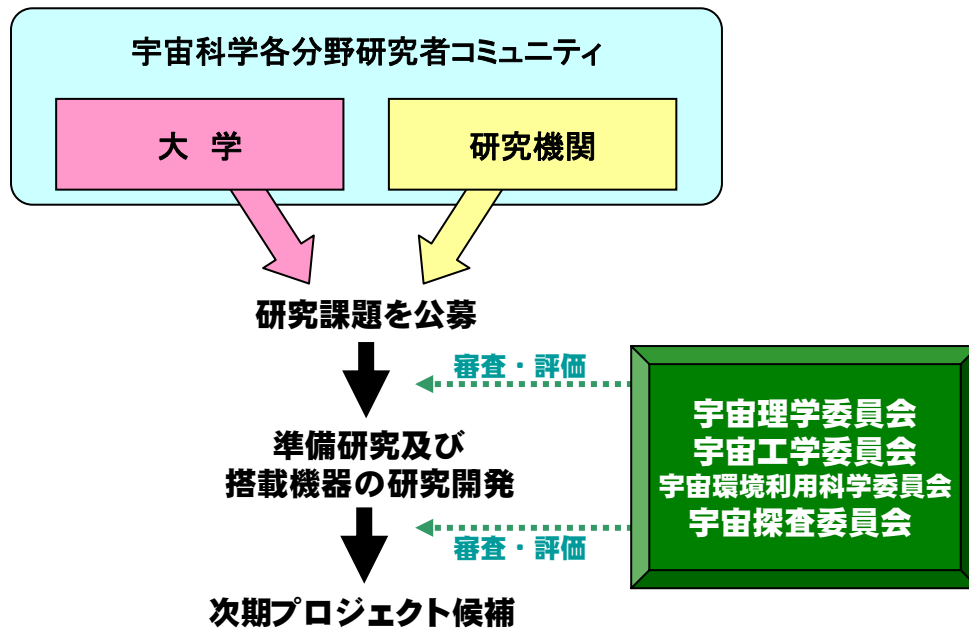 宇宙科学各分野研究者コミュニティ
大 学
研究機関
研究課題を公募
審査・評価
準備研究及び
搭載機器の研究開発
審査・評価
次期プロジェクト候補
宇宙理学委員会
宇宙工学委員会
宇宙環境利用科学委員会
宇宙探査委員会